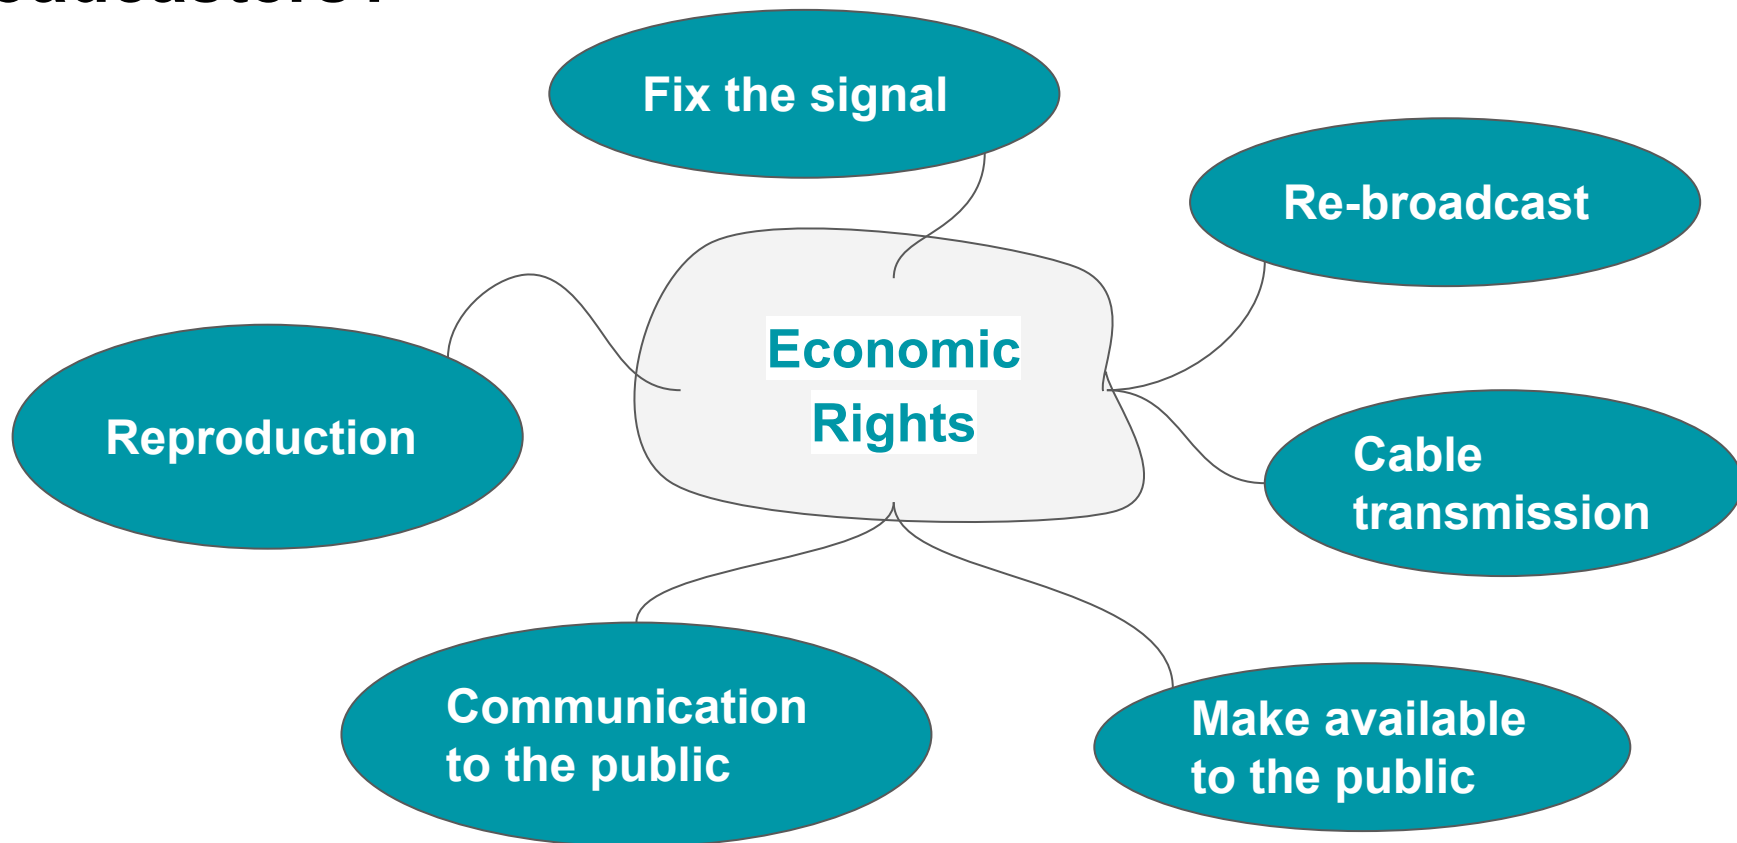 Fix the signal
Re-broadcast
Economic
Rights
Reproduction
Cable
transmission
Communication
to the public
Make available
to the public